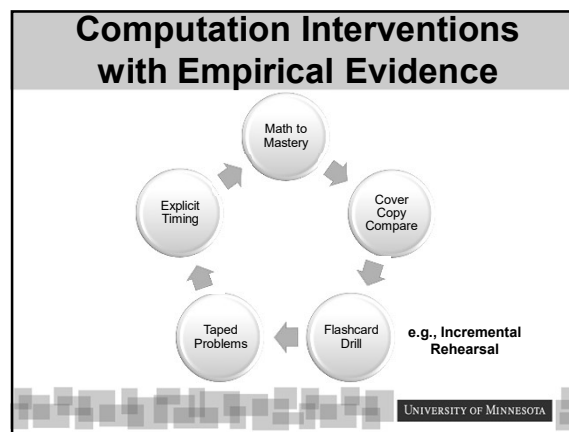 Computation Interventions
with Empirical Evidence
Math to
Mastery
Cover
Copy
Compare
Flashcard
Drill
e.g., Incremental
Rehearsal
Taped
Problems
Explicit
Timing
UNIVERSITY OF MINNESOTA